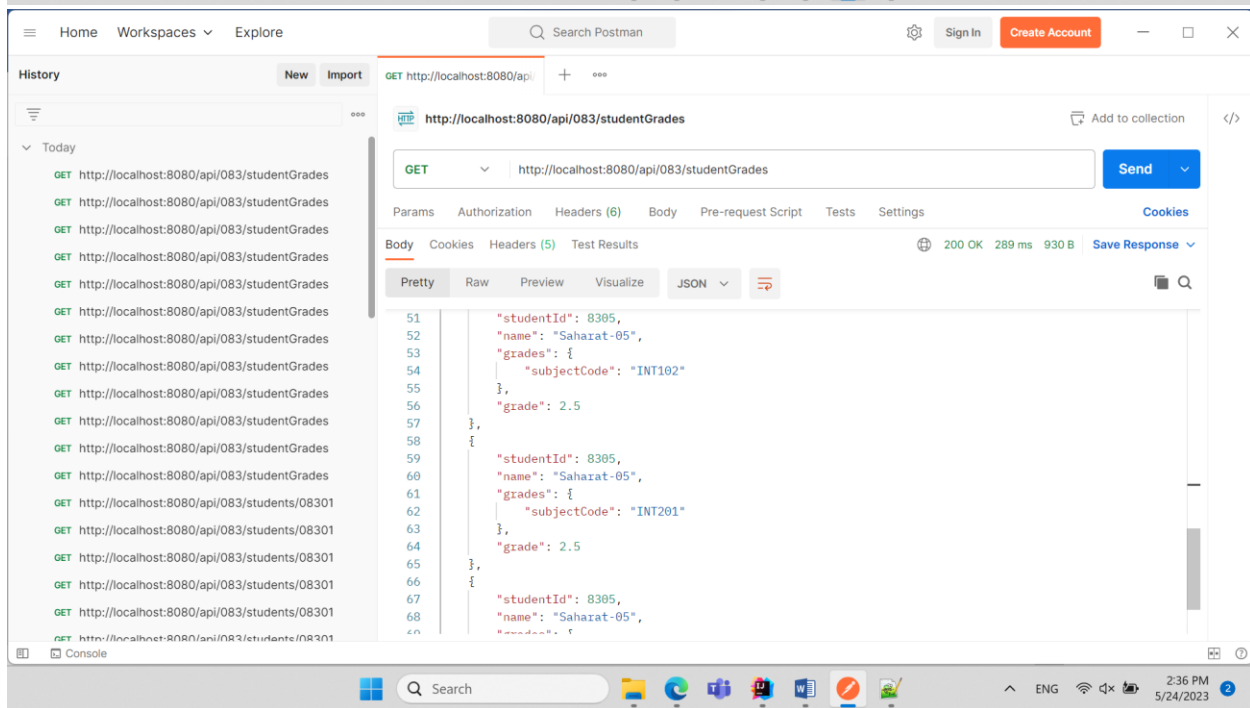 Home Workspaces Explore Search Postman Sign In Create Account
History New Import GET http://localhost:8080/api/
http://localhost:8080/api/083/studentGrades Add to collection
Today
GET http://localhost:8080/api/083/studentGrades
GET http://localhost:8080/api/083/studentGrades
GET http://localhost:8080/api/083/studentGrades
GET http://localhost:8080/api/083/studentGrades
GET http://localhost:8080/api/083/studentGrades
GET http://localhost:8080/api/083/studentGrades
GET http://localhost:8080/api/083/studentGrades
GET http://localhost:8080/api/083/studentGrades
GET http://localhost:8080/api/083/studentGrades
GET http://localhost:8080/api/083/studentGrades
GET http://localhost:8080/api/083/studentGrades
GET http://localhost:8080/api/083/studentGrades
GET http://localhost:8080/api/083/students/08301
GET http://localhost:8080/api/083/students/08301
GET http://localhost:8080/api/083/students/08301
GET http://localhost:8080/api/083/students/08301
GET http://localhost:8080/api/083/students/08301
GET http://localhost:8080/api/083/students/08301
GET http://localhost:8080/api/083/studentGrades Send
Params Authorization Headers (6) Body Pre-request Script Tests Settings Cookies
Body Cookies Headers (5) Test Results 200 OK 289 ms 930 B Save Response
Pretty Raw Preview Visualize JSON
51 "studentId": 8305,
52 "name": "Saharat-05",
53 "grades": {
54 "subjectCode": "INT102"
55 },
56 "grade": 2.5
57 },
58 {
59 "studentId": 8305,
60 "name": "Saharat-05",
61 "grades": {
62 "subjectCode": "INT201"
63 },
64 "grade": 2.5
65 },
66 {
67 "studentId": 8305,
68 "name": "Saharat-05",
69 "grades": {
Console
Search ENG 2:36 PM
5/24/2023 2